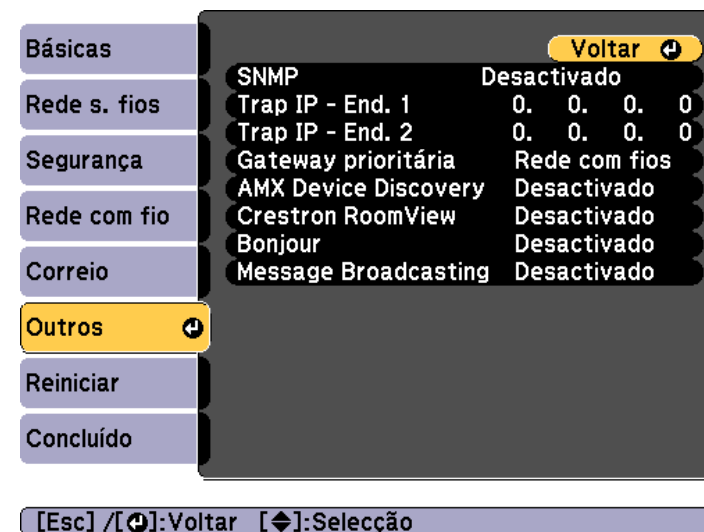 Básicas
Rede s. fios
Segurança
Rede com fio
Correio
Outros
Reiniciar
Concluído
Voltar
SNMP Desactivado
Trap IP - End. 1 0. 0. 0. 0
Trap IP - End. 2 0. 0. 0. 0
Gateway prioritária Rede com fios
AMX Device Discovery Desactivado
Crestron RoomView Desactivado
Bonjour Desactivado
Message Broadcasting Desactivado
[Esc] /[⏎]:Voltar [◆]:Selecção